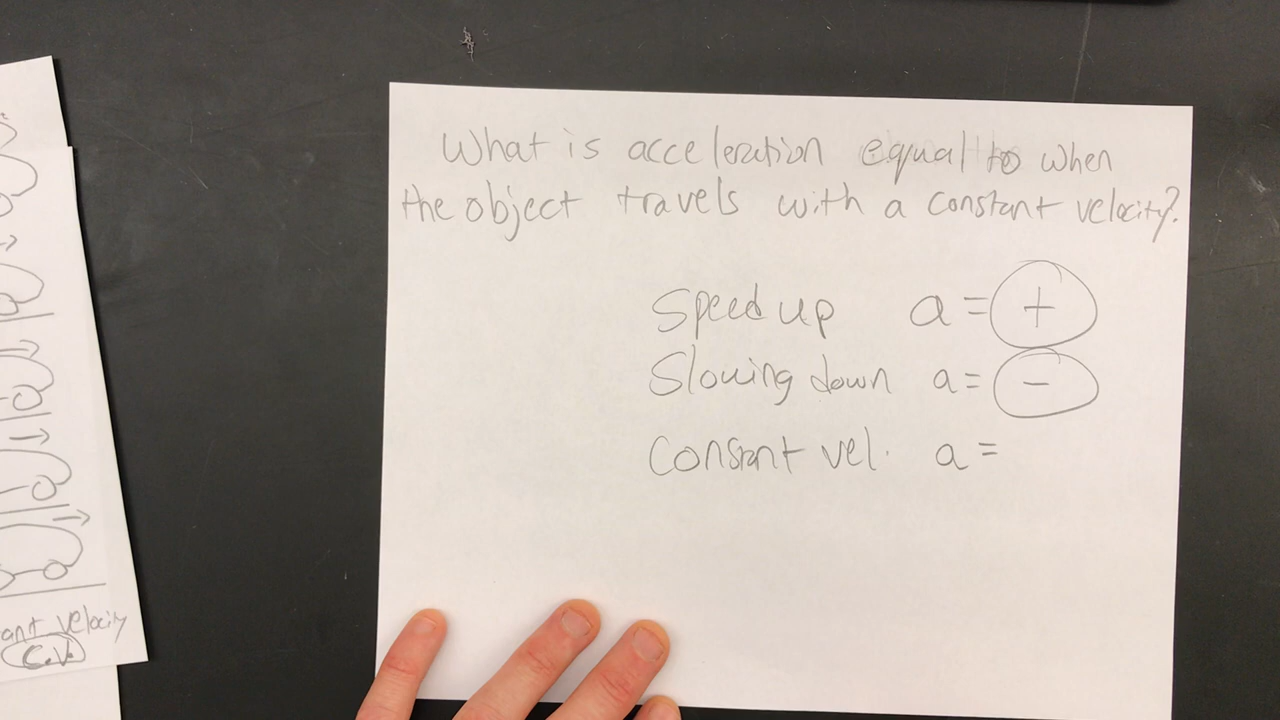 What is acceleration equal to when
the object travels with a constant velocity?
Speed up a = +
Slowing down a = -
Constant vel. a =
ant velocity
C.V.